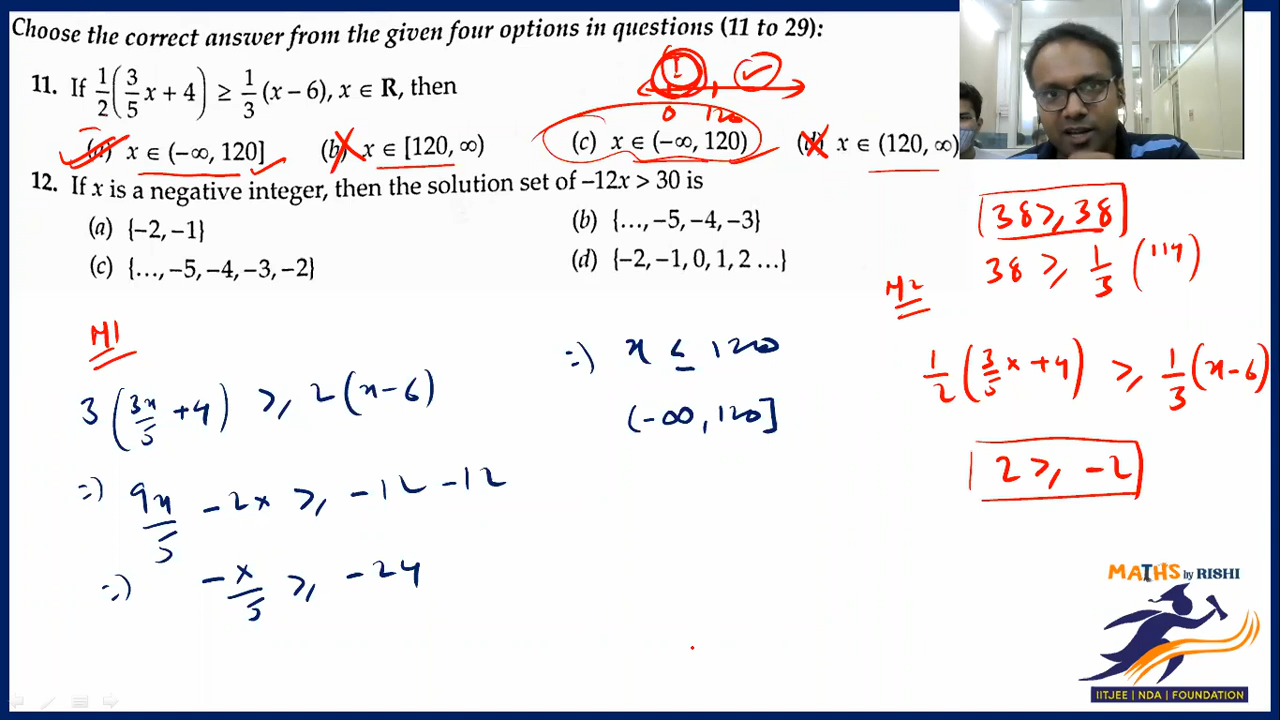 Choose the correct answer from the given four options in questions (11 to 29):
11. If 1/2 (3/5 x + 4) ≥ 1/3 (x – 6), x ∈ R, then
0 120
(a) x ∈ (–∞, 120] (b) x ∈ [120, ∞) (c) x ∈ (–∞, 120) (d) x ∈ (120, ∞)
12. If x is a negative integer, then the solution set of –12x > 30 is
(a) {–2, –1} (b) {..., –5, –4, –3}
(c) {..., –5, –4, –3, –2} (d) {–2, –1, 0, 1, 2 ...}
M1
3 (3x/5 + 4) ≥ 2 (x – 6)
⇒) 9x/5 – 2x ≥ –12 –12
⇒) –x/5 ≥ –24
⇒) x ≤ 120
(–∞, 120]
38 ≥ 38
38 ≥ 1/3 (114)
M2
1/2 (3/5 x + 4) ≥ 1/3 (x – 6)
2 ≥ –2
MATHS by RISHI
IITJEE | NDA | FOUNDATION